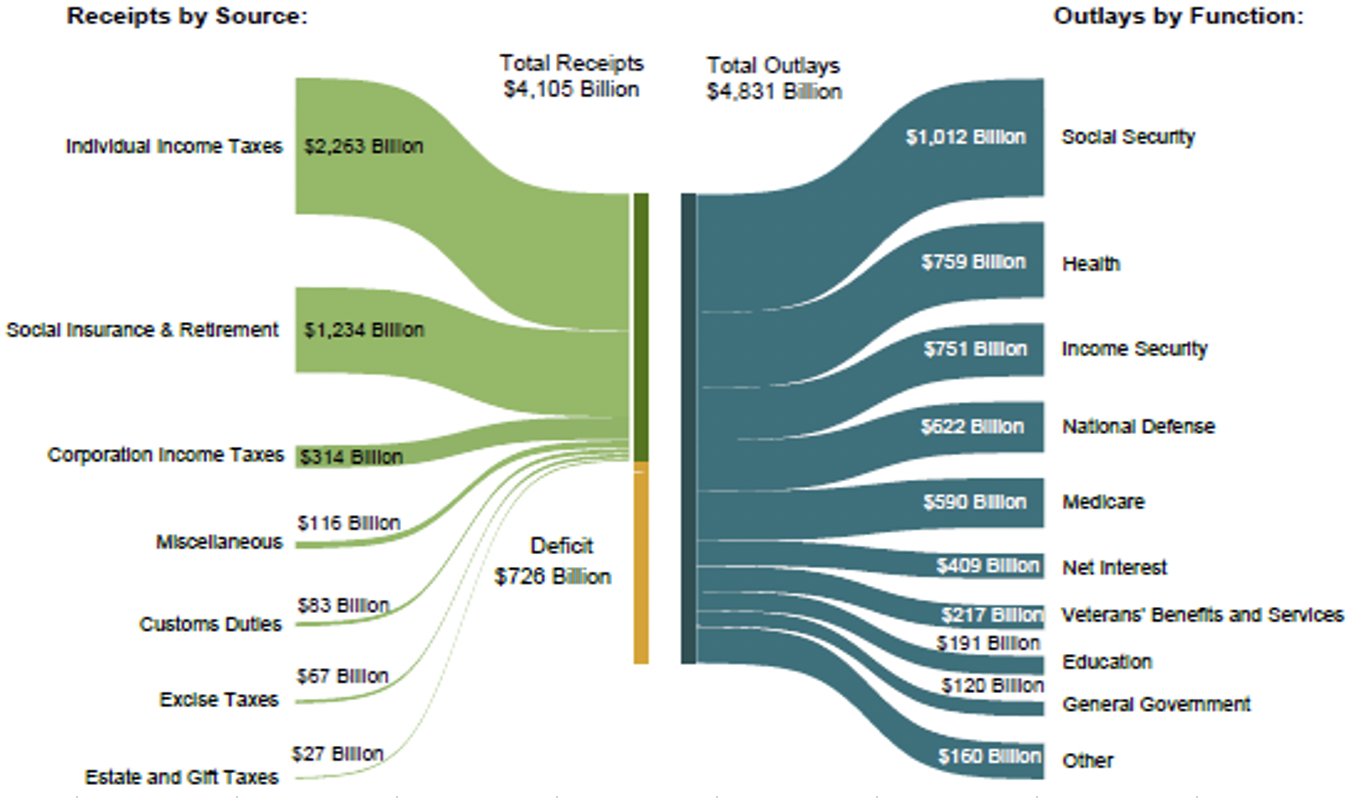 Receipts by Source:
Outlays by Function:
Total Receipts
$4,105 Billion
Total Outlays
$4,831 Billion
Individual Income Taxes
$2,263 Billion
Social Insurance & Retirement
$1,234 Billion
Corporation Income Taxes
$314 Billion
Miscellaneous
$116 Billion
Customs Duties
$83 Billion
Excise Taxes
$67 Billion
Estate and Gift Taxes
$27 Billion
Deficit
$726 Billion
$1,012 Billion
Social Security
$759 Billion
Health
$751 Billion
Income Security
$622 Billion
National Defense
$590 Billion
Medicare
$409 Billion
Net Interest
$217 Billion
Veterans' Benefits and Services
$191 Billion
Education
$120 Billion
General Government
$160 Billion
Other